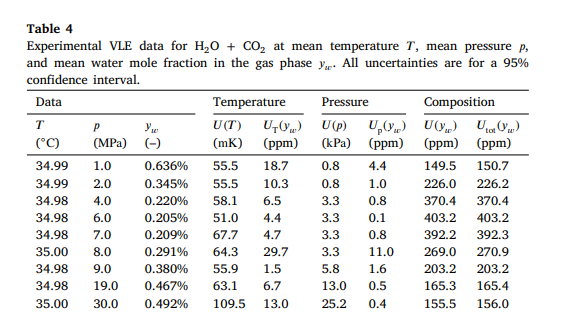 Table 4
Experimental VLE data for H₂O + CO₂ at mean temperature T, mean pressure p,
and mean water mole fraction in the gas phase y_w. All uncertainties are for a 95%
confidence interval.
Data Temperature Pressure Composition
T p y_w U(T) U_T(y_w) U(p) U_p(y_w) U(y_w) U_tot(y_w)
(°C) (MPa) (–) (mK) (ppm) (kPa) (ppm) (ppm) (ppm)
34.99 1.0 0.636% 55.5 18.7 0.8 4.4 149.5 150.7
34.99 2.0 0.345% 55.5 10.3 0.8 1.0 226.0 226.2
34.98 4.0 0.220% 58.1 6.5 3.3 0.8 370.4 370.4
34.98 6.0 0.205% 51.0 4.4 3.3 0.1 403.2 403.2
34.98 7.0 0.209% 67.7 4.7 3.3 0.8 392.2 392.3
35.00 8.0 0.291% 64.3 29.7 3.3 11.0 269.0 270.9
34.98 9.0 0.380% 55.9 1.5 5.8 1.6 203.2 203.2
34.98 19.0 0.467% 63.1 6.7 13.0 0.5 165.3 165.4
35.00 30.0 0.492% 109.5 13.0 25.2 0.4 155.5 156.0